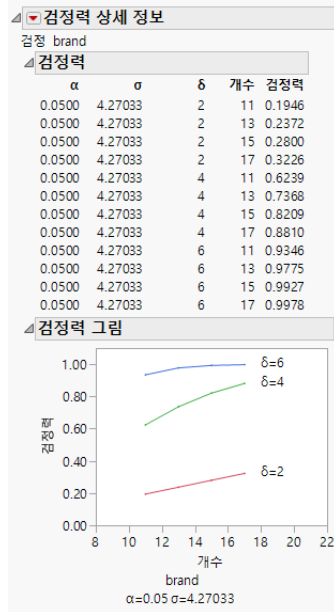 검정력 상세 정보
검정 brand
검정력
α σ δ 개수 검정력
0.0500 4.27033 2 11 0.1946
0.0500 4.27033 2 13 0.2372
0.0500 4.27033 2 15 0.2800
0.0500 4.27033 2 17 0.3226
0.0500 4.27033 4 11 0.6239
0.0500 4.27033 4 13 0.7368
0.0500 4.27033 4 15 0.8209
0.0500 4.27033 4 17 0.8810
0.0500 4.27033 6 11 0.9346
0.0500 4.27033 6 13 0.9775
0.0500 4.27033 6 15 0.9927
0.0500 4.27033 6 17 0.9978
검정력 그림
1.00
0.80
0.60
0.40
0.20
0.00
검정력
δ=6
δ=4
δ=2
8 10 12 14 16 18 20 22
개수
brand
α=0.05 σ=4.27033